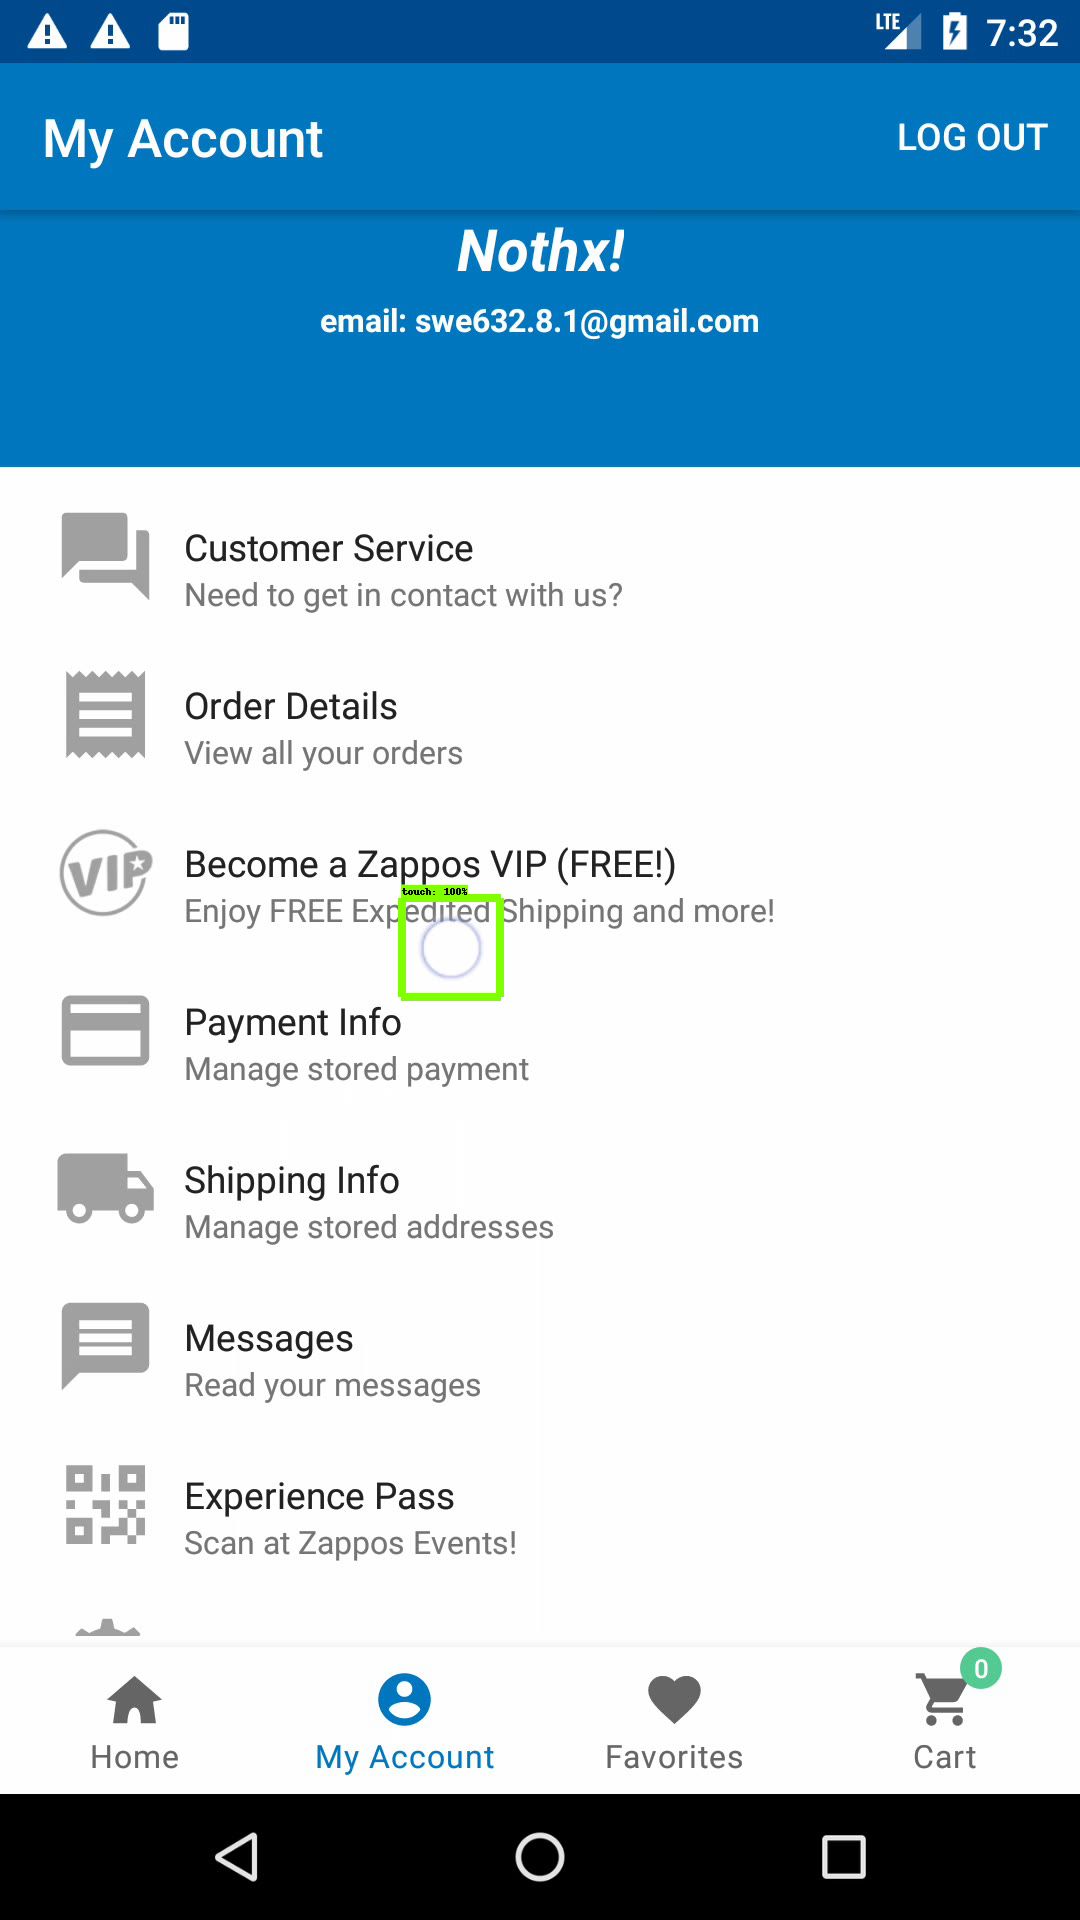 LTE 7:32
My Account LOG OUT
Nothx!
email: swe632.8.1@gmail.com
Customer Service
Need to get in contact with us?
Order Details
View all your orders
VIP
Become a Zappos VIP (FREE!)
touch: 100%
Enjoy FREE Expedited Shipping and more!
Payment Info
Manage stored payment
Shipping Info
Manage stored addresses
Messages
Read your messages
Experience Pass
Scan at Zappos Events!
0
Home My Account Favorites Cart